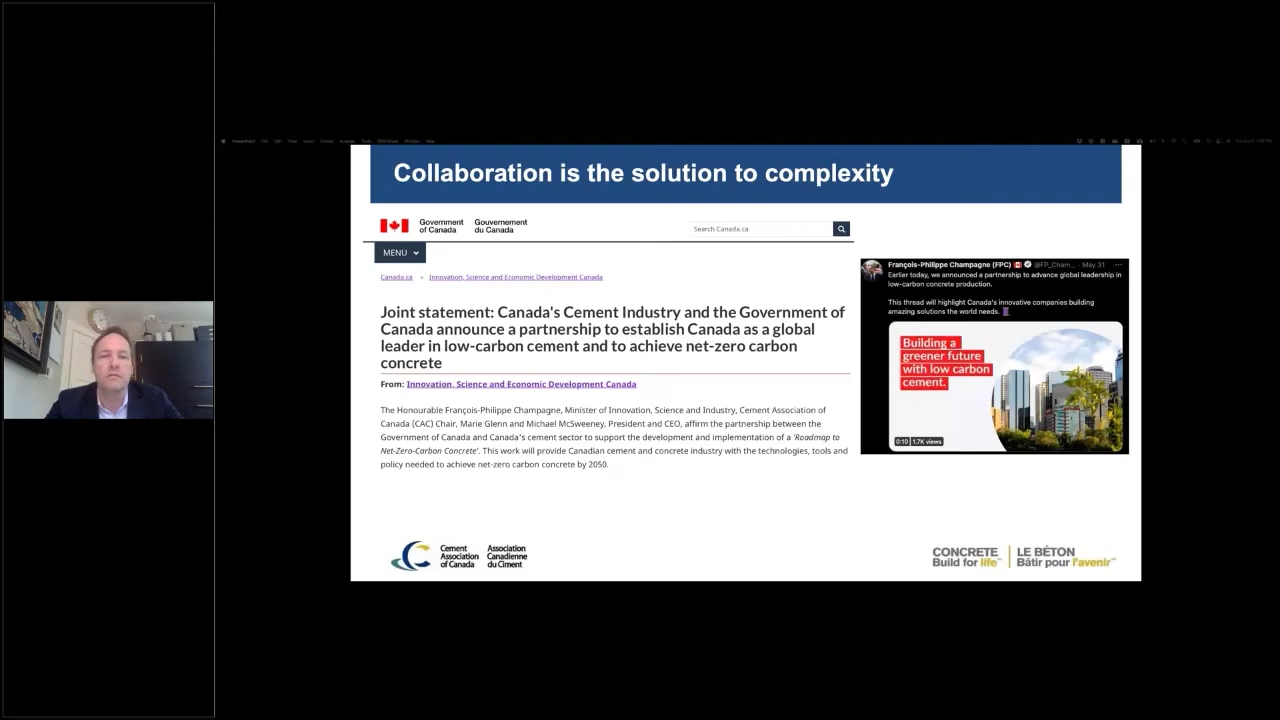 Collaboration is the solution to complexity
Government of Canada
Gouvernement du Canada
Search Canada.ca
MENU
Canada.ca > Innovation, Science and Economic Development Canada
Joint statement: Canada's Cement Industry and the Government of
Canada announce a partnership to establish Canada as a global
leader in low-carbon cement and to achieve net-zero carbon
concrete
From: Innovation, Science and Economic Development Canada
The Honourable François-Philippe Champagne, Minister of Innovation, Science and Industry, Cement Association of
Canada (CAC) Chair, Marie Glenn and Michael McSweeney, President and CEO, affirm the partnership between the
Government of Canada and Canada's cement sector to support the development and implementation of a 'Roadmap to
Net-Zero-Carbon Concrete'. This work will provide Canadian cement and concrete industry with the technologies, tools and
policy needed to achieve net-zero carbon concrete by 2050.
François-Philippe Champagne (FPC) @FP_Cham... · May 31 ...
Earlier today, we announced a partnership to advance global leadership in
low-carbon concrete production.
This thread will highlight Canada's innovative companies building
amazing solutions the world needs.
Building a
greener future
with low carbon
cement.
0:10 1.7K views
Cement
Association
of Canada
Association
Canadienne
du Ciment
CONCRETE
Build for life™
LE BÉTON
Bâtir pour l'avenir™